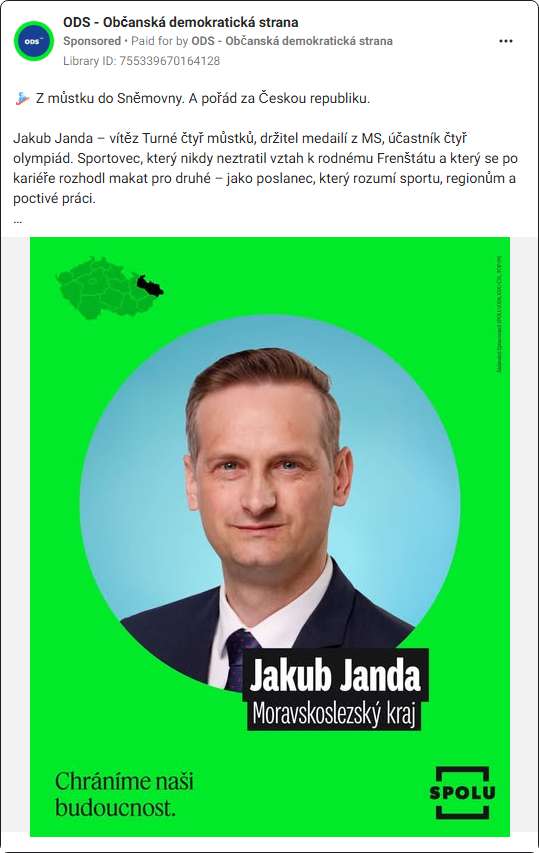 ODS - Občanská demokratická strana
Sponsored • Paid for by ODS - Občanská demokratická strana
Library ID: 755339670164128
Z můstku do Sněmovny. A pořád za Českou republiku.
Jakub Janda – vítěz Turné čtyř můstků, držitel medailí z MS, účastník čtyř
olympiád. Sportovec, který nikdy neztratil vztah k rodnému Frenštátu a který se po
kariéře rozhodl makat pro druhé – jako poslanec, který rozumí sportu, regionům a
poctivé práci.
...
ODS
Jakub Janda
Moravskoslezský kraj
Chráníme naši
budoucnost.
SPOLU